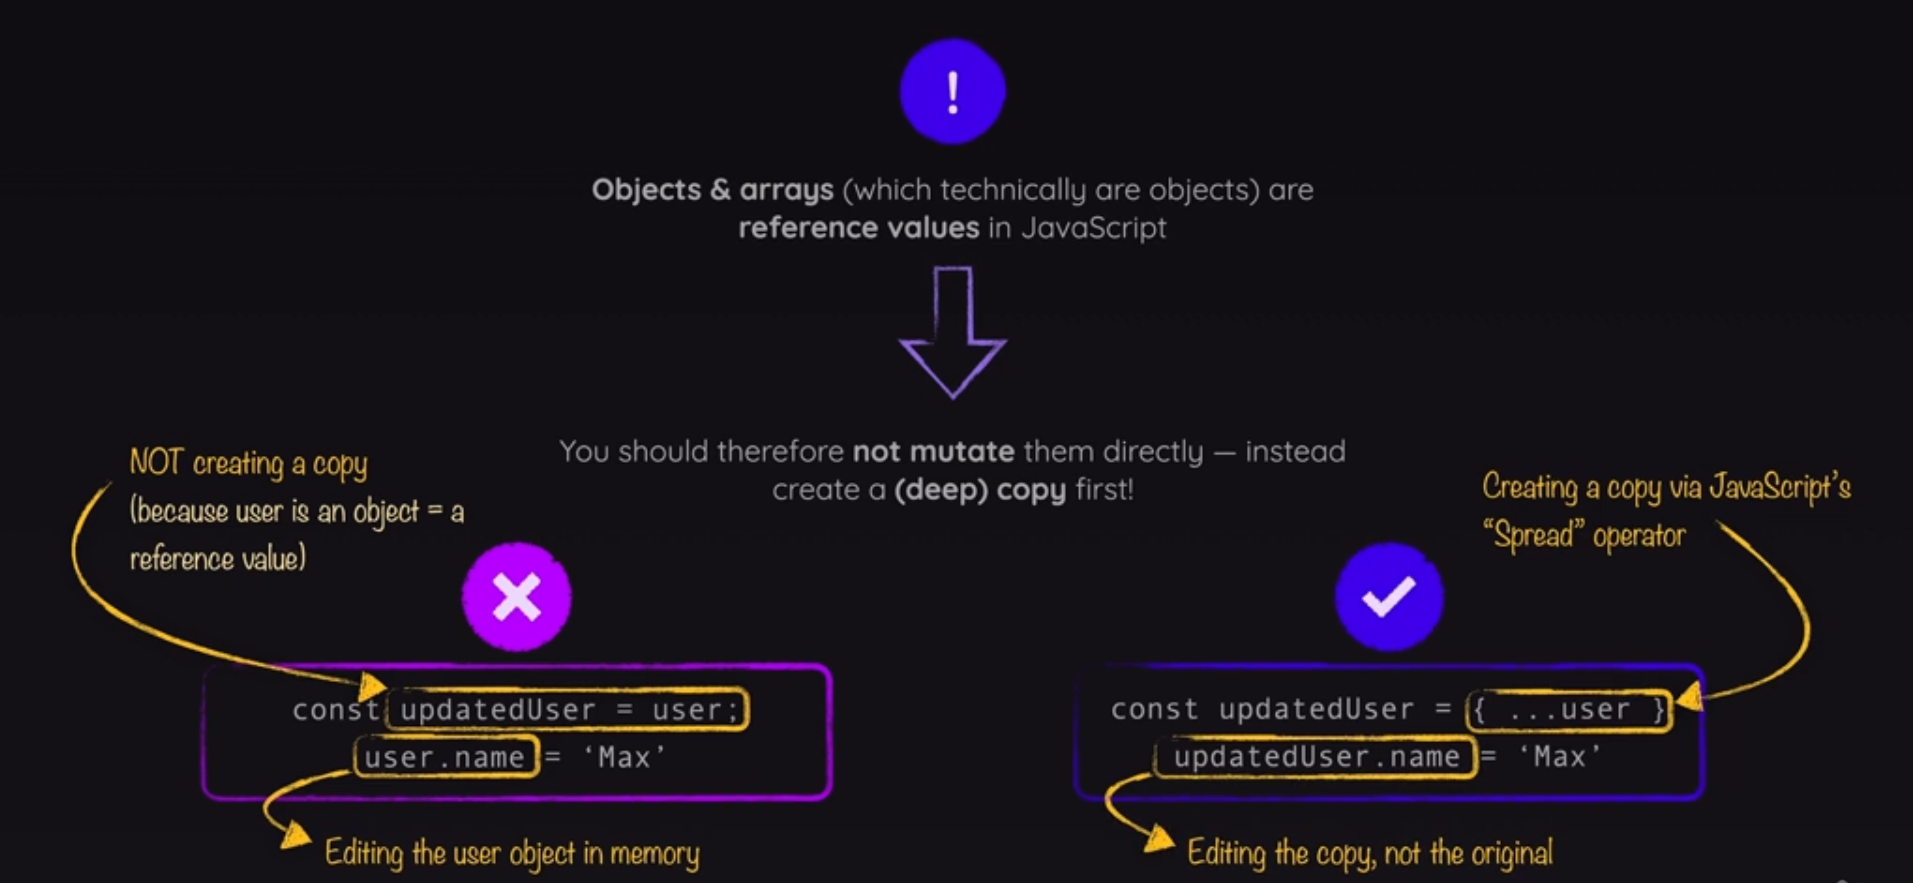 !
Objects & arrays (which technically are objects) are
reference values in JavaScript
You should therefore not mutate them directly — instead
create a (deep) copy first!
NOT creating a copy
(because user is an object = a
reference value)
const updatedUser = user;
user.name = ‘Max’
Editing the user object in memory
Creating a copy via JavaScript’s
“Spread” operator
const updatedUser = { ...user }
updatedUser.name = ‘Max’
Editing the copy, not the original